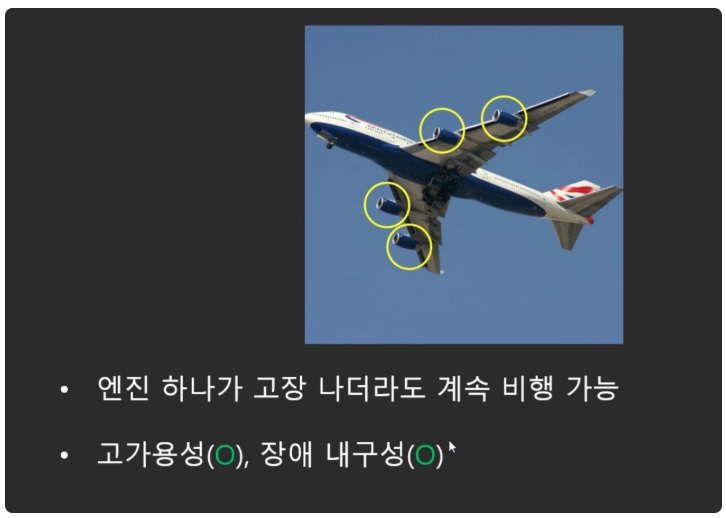 • 엔진 하나가 고장 나더라도 계속 비행 가능
• 고가용성(O), 장애 내구성(O)